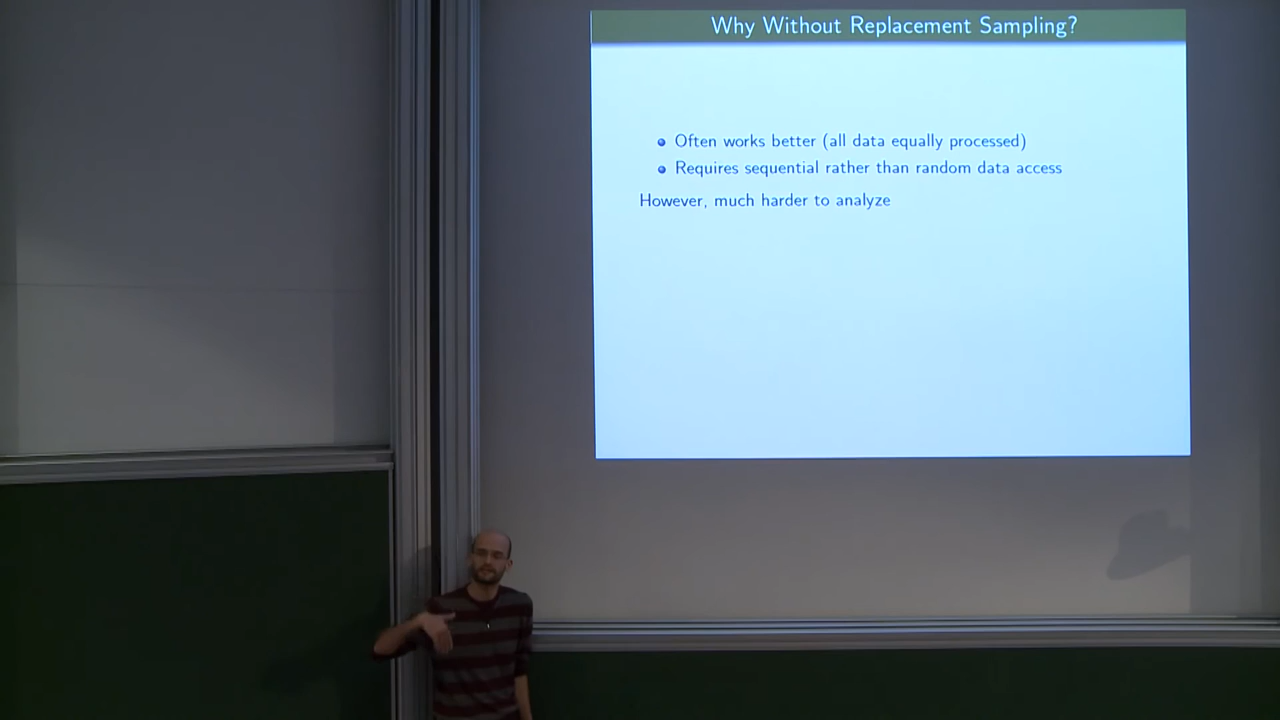 Why Without Replacement Sampling?
Often works better (all data equally processed)
Requires sequential rather than random data access
However, much harder to analyze